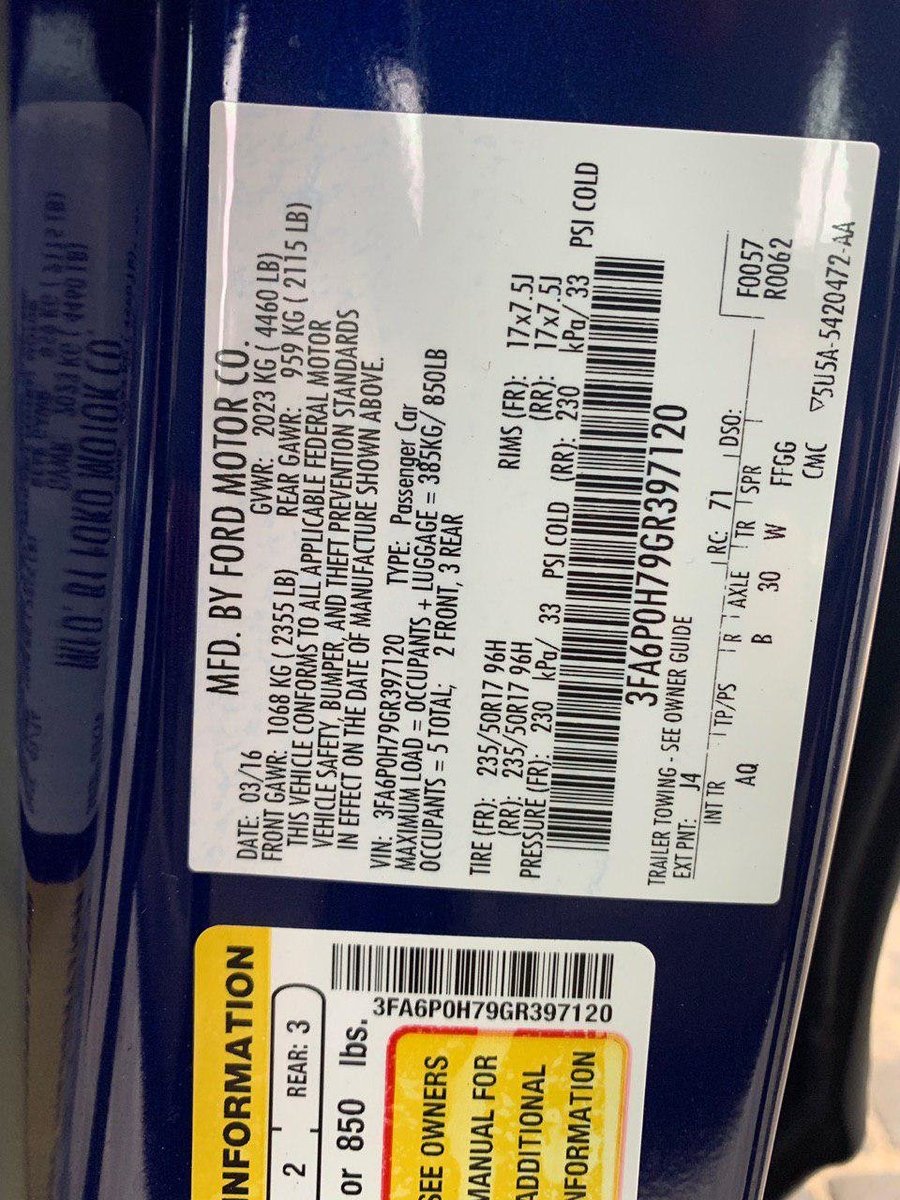 MFD. BY FORD MOTOR CO.
DATE: 03/16 GVWR: 2023 KG ( 4460 LB)
FRONT GAWR: 1068 KG ( 2355 LB) REAR GAWR: 959 KG ( 2115 LB)
THIS VEHICLE CONFORMS TO ALL APPLICABLE FEDERAL MOTOR
VEHICLE SAFETY, BUMPER, AND THEFT PREVENTION STANDARDS
IN EFFECT ON THE DATE OF MANUFACTURE SHOWN ABOVE.
VIN: 3FA6P0H79GR397120 TYPE: Passenger Car
MAXIMUM LOAD = OCCUPANTS + LUGGAGE = 385KG/ 850LB
OCCUPANTS = 5 TOTAL; 2 FRONT, 3 REAR
TIRE (FR): 235/50R17 96H RIMS (FR): 17x7.5J
(RR): 235/50R17 96H (RR): 17x7.5J
PRESSURE (FR): 230 kPa/ 33 PSI COLD (RR): 230 kPa/ 33 PSI COLD
3FA6P0H79GR397120
TRAILER TOWING - SEE OWNER GUIDE
EXT PNT: J4 RC: 71 DSO:
INT TR TP/PS R AXLE TR SPR F0057
AQ B 30 W FFGG R0062
CMC ▽5U5A-5420472-AA
INFORMATION
2 REAR: 3
or 850 lbs.
3FA6P0H79GR397120
SEE OWNERS
MANUAL FOR
ADDITIONAL
INFORMATION